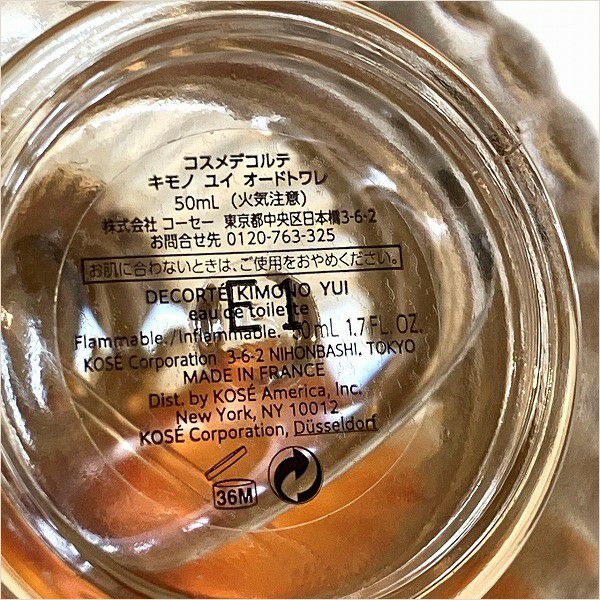 コスメデコルテ
キモノ ユイ オードトワレ
50mL (火気注意)
株式会社 コーセー 東京都中央区日本橋3-6-2
お問合せ先 0120-763-325
お肌に合わないときは、ご使用をおやめください。
DECORTÉ KIMONO YUI
E1
eau de toilette
Flammable./Inflammable. 50mL 1.7 FL. OZ.
KOSÉ Corporation 3-6-2 NIHONBASHI, TOKYO
MADE IN FRANCE
Dist. by KOSÉ America, Inc.
New York, NY 10012
KOSÉ Corporation, Düsseldorf
36M